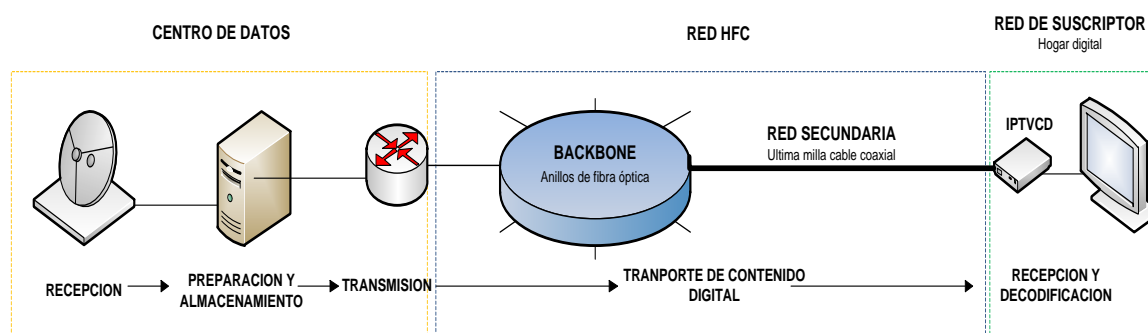 CENTRO DE DATOS
RED HFC
RED DE SUSCRIPTOR
Hogar digital
BACKBONE
Anillos de fibra óptica
RED SECUNDARIA
Ultima milla cable coaxial
IPTVCD
RECEPCION
PREPARACION Y
ALMACENAMIENTO
TRANSMISION
TRANPORTE DE CONTENIDO
DIGITAL
RECEPCION Y
DECODIFICACION